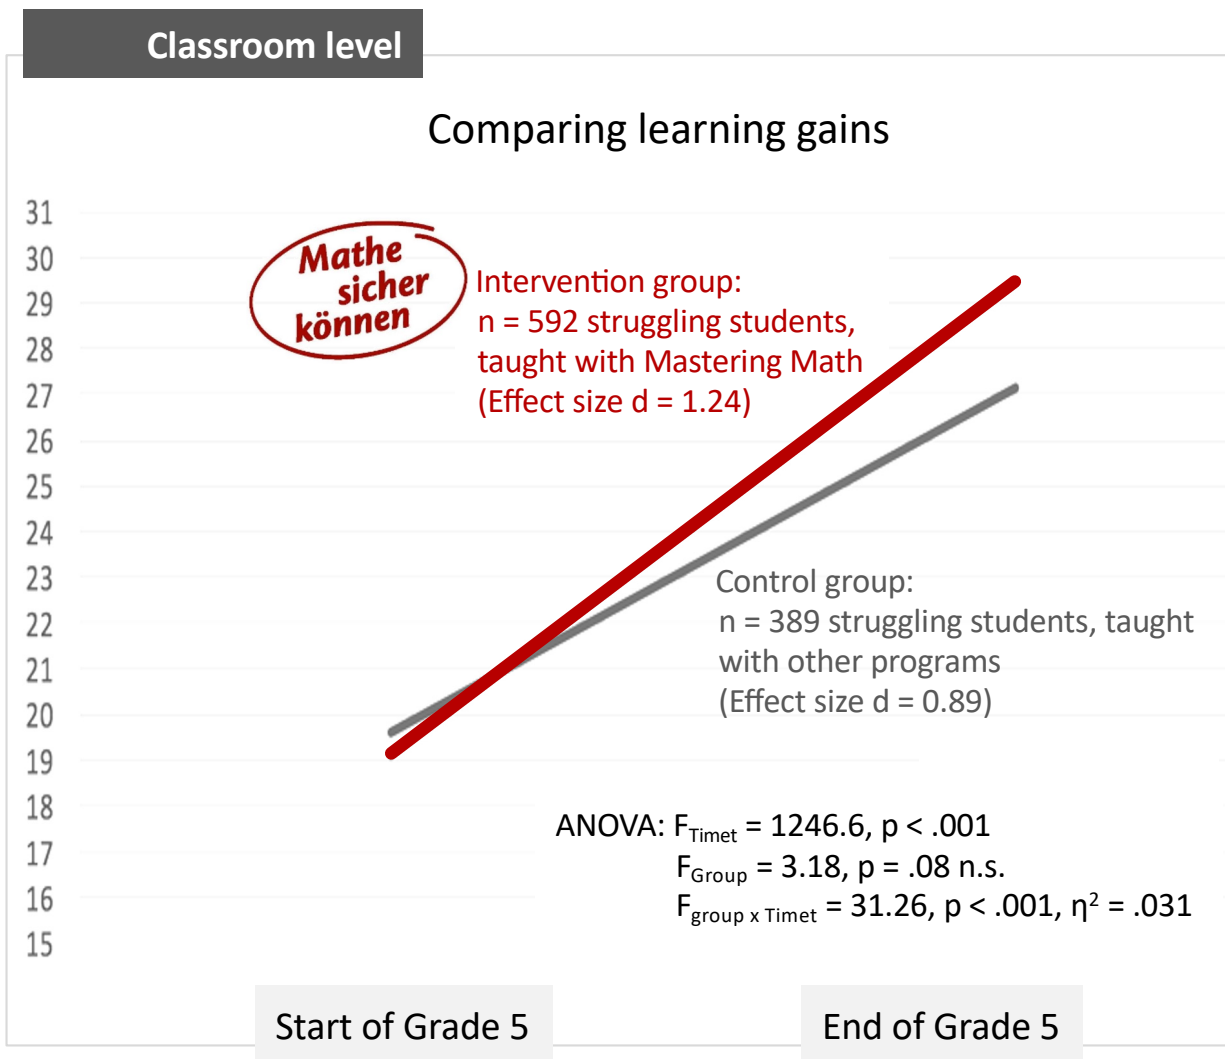 Classroom level
Comparing learning gains
31
30
29
28
27
26
25
24
23
22
21
20
19
18
17
16
15
Mathe
sicher
können
Intervention group:
n = 592 struggling students,
taught with Mastering Math
(Effect size d = 1.24)
Control group:
n = 389 struggling students, taught
with other programs
(Effect size d = 0.89)
ANOVA: F_Timet = 1246.6, p < .001
F_Group = 3.18, p = .08 n.s.
F_group x Timet = 31.26, p < .001, η² = .031
Start of Grade 5
End of Grade 5